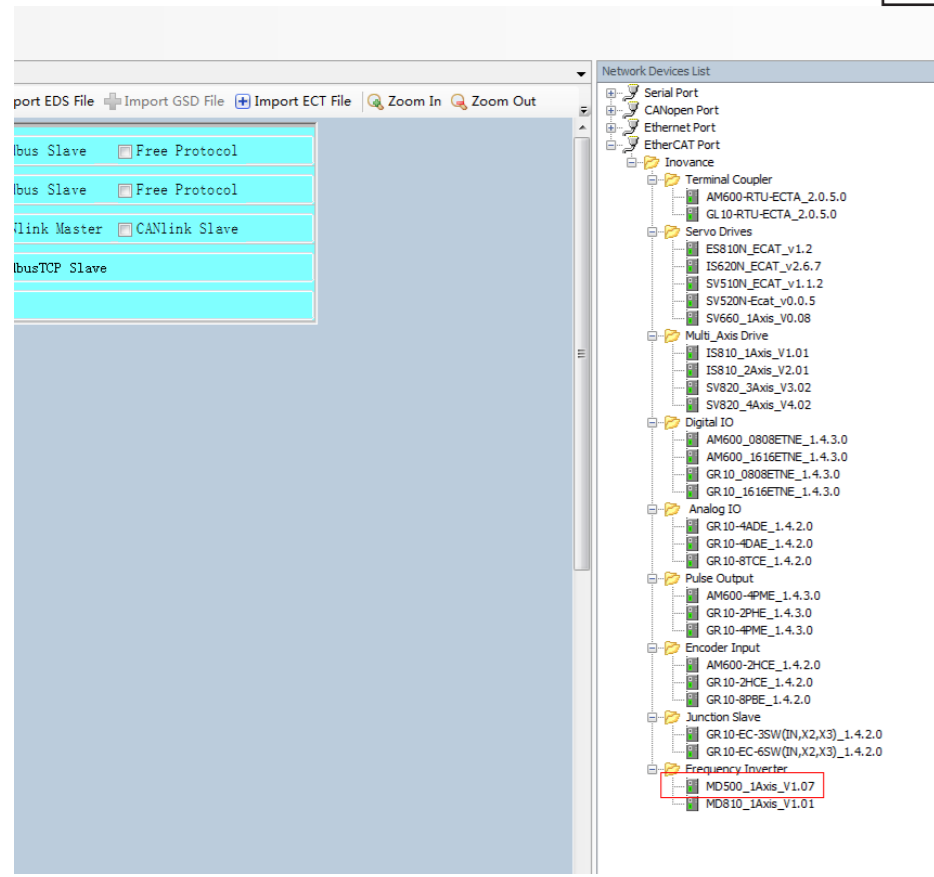 Network Devices List
port EDS File Import GSD File Import ECT File Zoom In Zoom Out
dbus Slave Free Protocol
dbus Slave Free Protocol
Nlink Master CANlink Slave
dbusTCP Slave
Serial Port
CANopen Port
Ethernet Port
EtherCAT Port
Inovance
Terminal Coupler
AM600-RTU-ECTA_2.0.5.0
GL10-RTU-ECTA_2.0.5.0
Servo Drives
ES810N_ECAT_v1.2
IS620N_ECAT_v2.6.7
SV510N_ECAT_v1.1.2
SV520N-Ecat_v0.0.5
SV660_1Axis_V0.08
Multi_Axis Drive
IS810_1Axis_V1.01
IS810_2Axis_V2.01
SV820_3Axis_V3.02
SV820_4Axis_V4.02
Digital IO
AM600_0808ETNE_1.4.3.0
AM600_1616ETNE_1.4.3.0
GR10_0808ETNE_1.4.3.0
GR10_1616ETNE_1.4.3.0
Analog IO
GR10-4ADE_1.4.2.0
GR10-4DAE_1.4.2.0
GR10-8TCE_1.4.2.0
Pulse Output
AM600-4PME_1.4.3.0
GR10-2PHE_1.4.3.0
GR10-4PME_1.4.3.0
Encoder Input
AM600-2HCE_1.4.2.0
GR10-2HCE_1.4.2.0
GR10-8PBE_1.4.2.0
Junction Slave
GR10-EC-3SW(IN,X2,X3)_1.4.2.0
GR10-EC-6SW(IN,X2,X3)_1.4.2.0
Frequency Inverter
MD500_1Axis_V1.07
MD810_1Axis_V1.01